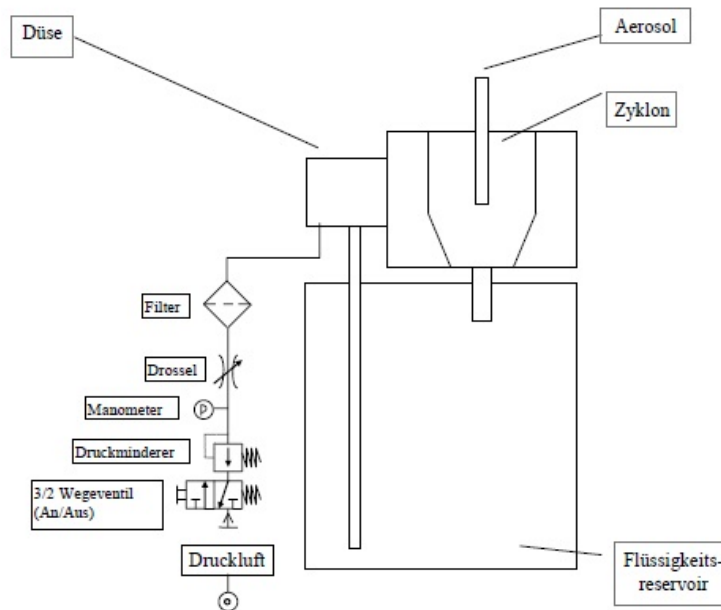 Düse
Aerosol
Zyklon
Filter
Drossel
Manometer
P
Druckminderer
3/2 Wegeventil
(An/Aus)
Druckluft
Flüssigkeits-
reservoir